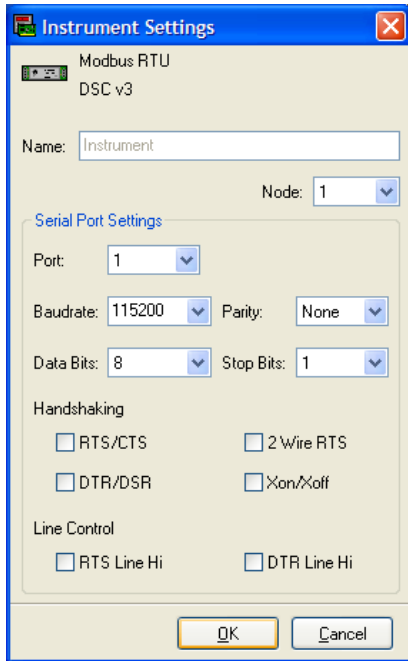 Instrument Settings
Modbus RTU
DSC v3
Name: Instrument
Node: 1
Serial Port Settings
Port: 1
Baudrate: 115200 Parity: None
Data Bits: 8 Stop Bits: 1
Handshaking
RTS/CTS 2 Wire RTS
DTR/DSR Xon/Xoff
Line Control
RTS Line Hi DTR Line Hi
OK Cancel